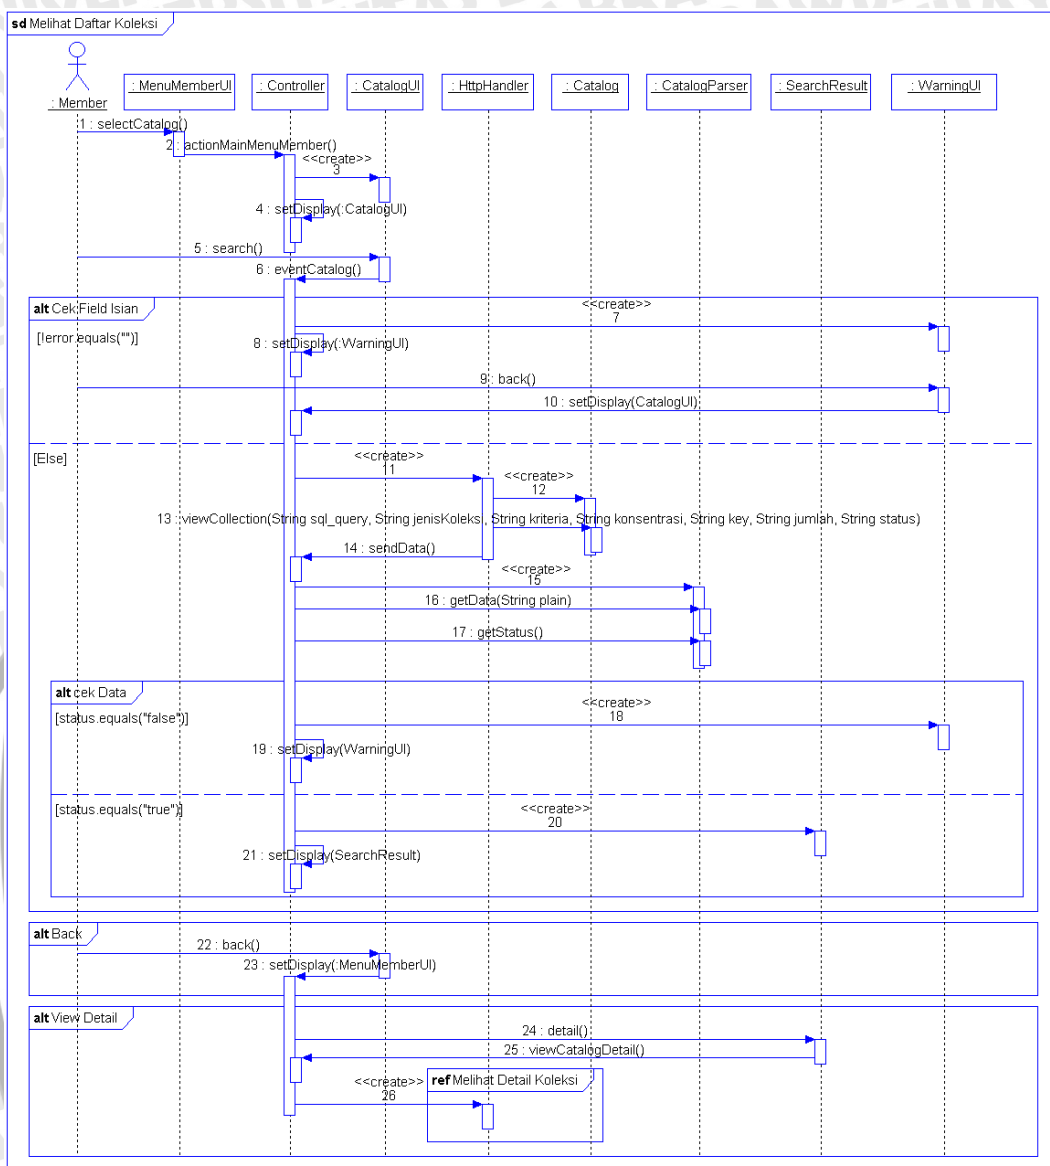 sd Melihat Daftar Koleksi
: Member
: MenuMemberUI
: Controller
: CatalogUI
: HttpHandler
: Catalog
: CatalogParser
: SearchResult
: WarningUI
1 : selectCatalog()
2 : actionMainMenuMember()
<<create>>
3
4 : setDisplay(:CatalogUI)
5 : search()
6 : eventCatalog()
alt Cek Field Isian
[!error.equals("")]
<<create>>
7
8 : setDisplay(:WarningUI)
9 : back()
10 : setDisplay(CatalogUI)
[Else]
<<create>>
11
<<create>>
12
13 : viewCollection(String sql_query, String jenisKoleksi, String kriteria, String konsentrasi, String key, String jumlah, String status)
14 : sendData()
<<create>>
15
16 : getData(String plain)
17 : getStatus()
alt cek Data
[status.equals("false")]
<<create>>
18
19 : setDisplay(WarningUI)
[status.equals("true")]
<<create>>
20
21 : setDisplay(SearchResult)
alt Back
22 : back()
23 : setDisplay(:MenuMemberUI)
alt View Detail
24 : detail()
25 : viewCatalogDetail()
<<create>>
26
ref Melihat Detail Koleksi